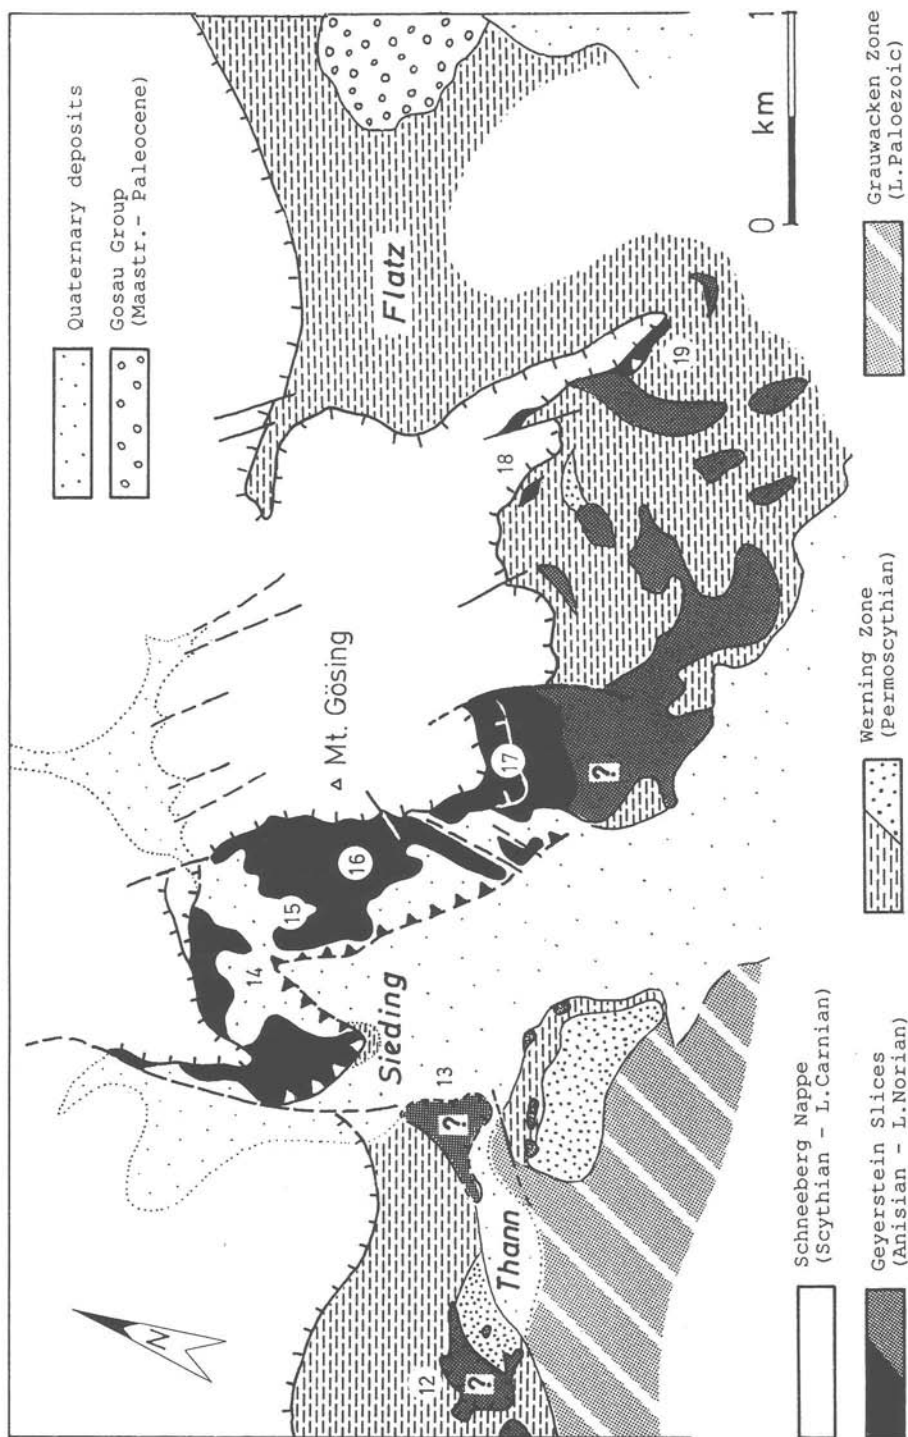 Quaternary deposits
Gosau Group
(Maastr.- Paleocene)
N
Flatz
Mt. Gösing
Sieding
Thann
12
13
14
15
16
17
18
19
?
?
?
0
km
1
Schneeberg Nappe
(Scythian - L.Carnian)
Geyerstein Slices
(Anisian - L.Norian)
Werning Zone
(Permoscythian)
Grauwacken Zone
(L.Paloezoic)